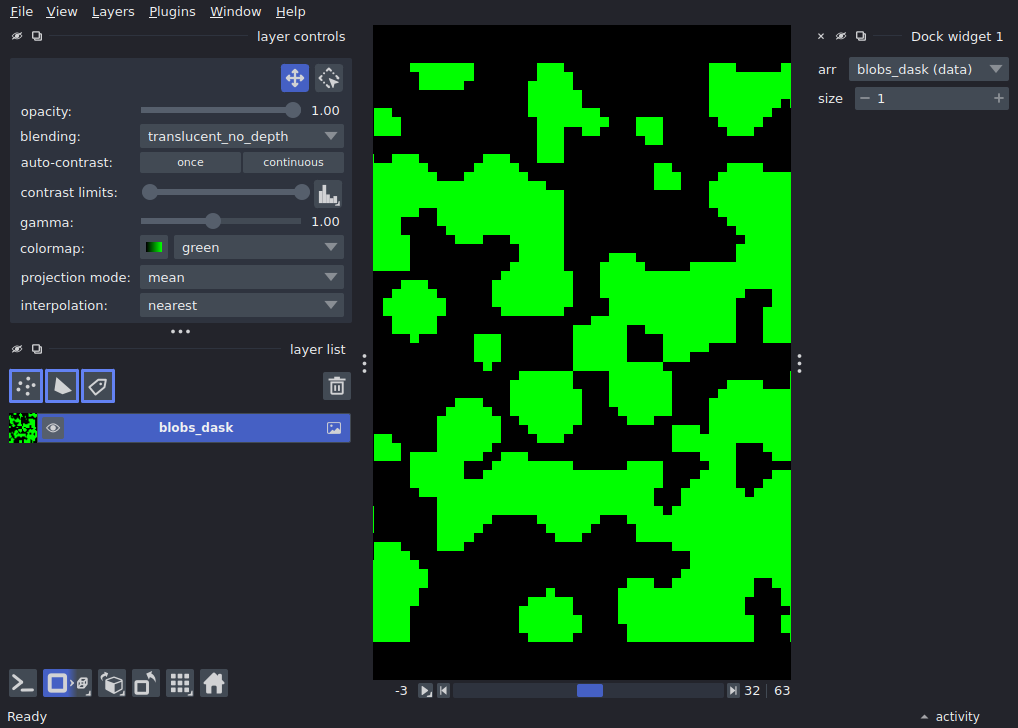 File View Layers Plugins Window Help
layer controls
opacity: 1.00
blending: translucent_no_depth
auto-contrast: once continuous
contrast limits:
gamma: 1.00
colormap: green
projection mode: mean
interpolation: nearest
layer list
blobs_dask
-3 32 63
Dock widget 1
arr blobs_dask (data)
size 1
Ready
activity